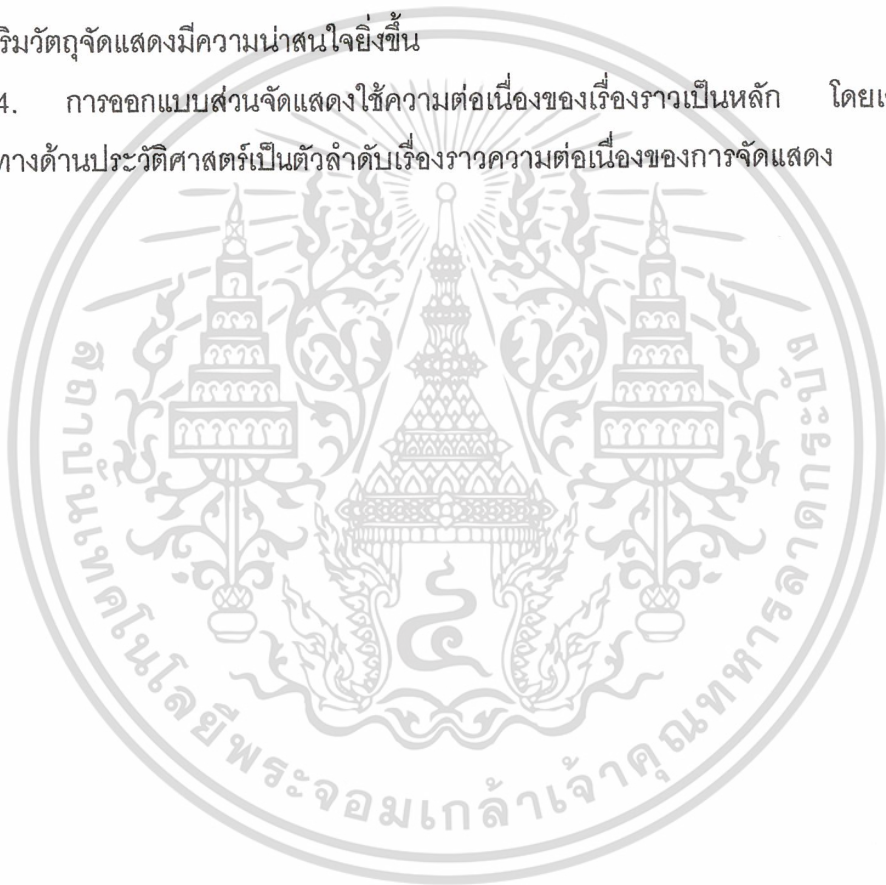 ริมวัตถุจัดแสดงมีความน่าสนใจยิ่งขึ้น
4. การออกแบบส่วนจัดแสดงใช้ความต่อเนื่องของเรื่องราวเป็นหลัก โดยเ
ทางด้านประวัติศาสตร์เป็นตัวลำดับเรื่องราวความต่อเนื่องของการจัดแสดง
สถาบันเทคโนโลยีพระจอมเกล้าเจ้าคุณทหารลาดกระบัง
๔